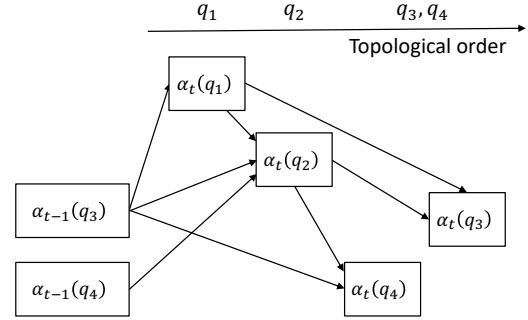 q₁ q₂ q₃, q₄
Topological order
αₜ(q₁)
αₜ(q₂)
αₜ₋₁(q₃)
αₜ(q₃)
αₜ₋₁(q₄)
αₜ(q₄)